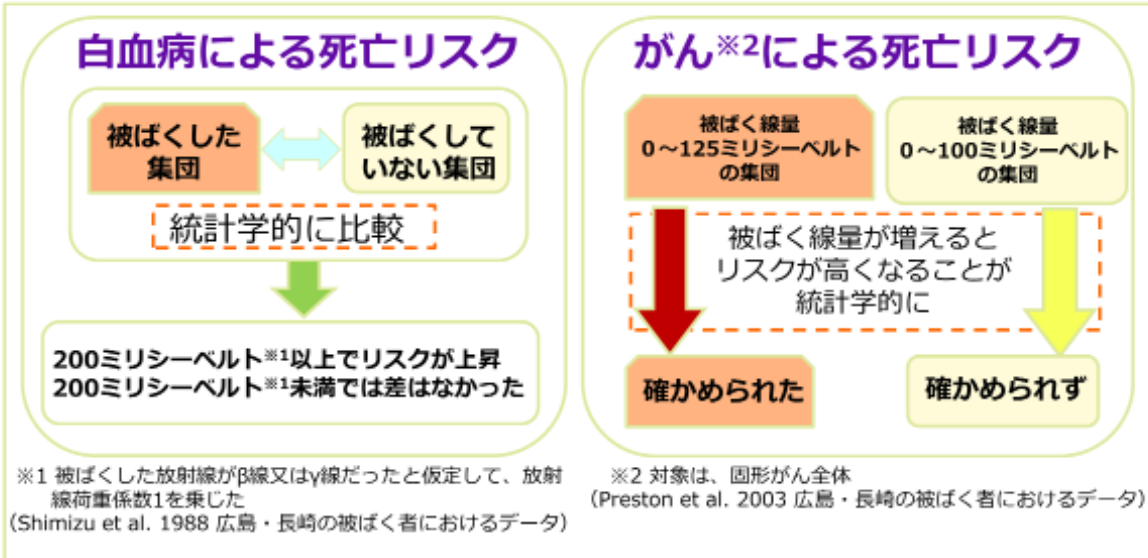 白血病による死亡リスク
被ばくした
集団
被ばくして
いない集団
統計学的に比較
200ミリシーベルト※1以上でリスクが上昇
200ミリシーベルト※1未満では差はなかった
※1 被ばくした放射線がβ線又はγ線だったと仮定して、放射
線荷重係数1を乗じた
(Shimizu et al. 1988 広島・長崎の被ばく者におけるデータ)
がん※2による死亡リスク
被ばく線量
0～125ミリシーベルト
の集団
被ばく線量
0～100ミリシーベルト
の集団
被ばく線量が増えると
リスクが高くなることが
統計学的に
確かめられた
確かめられず
※2 対象は、固形がん全体
(Preston et al. 2003 広島・長崎の被ばく者におけるデータ)